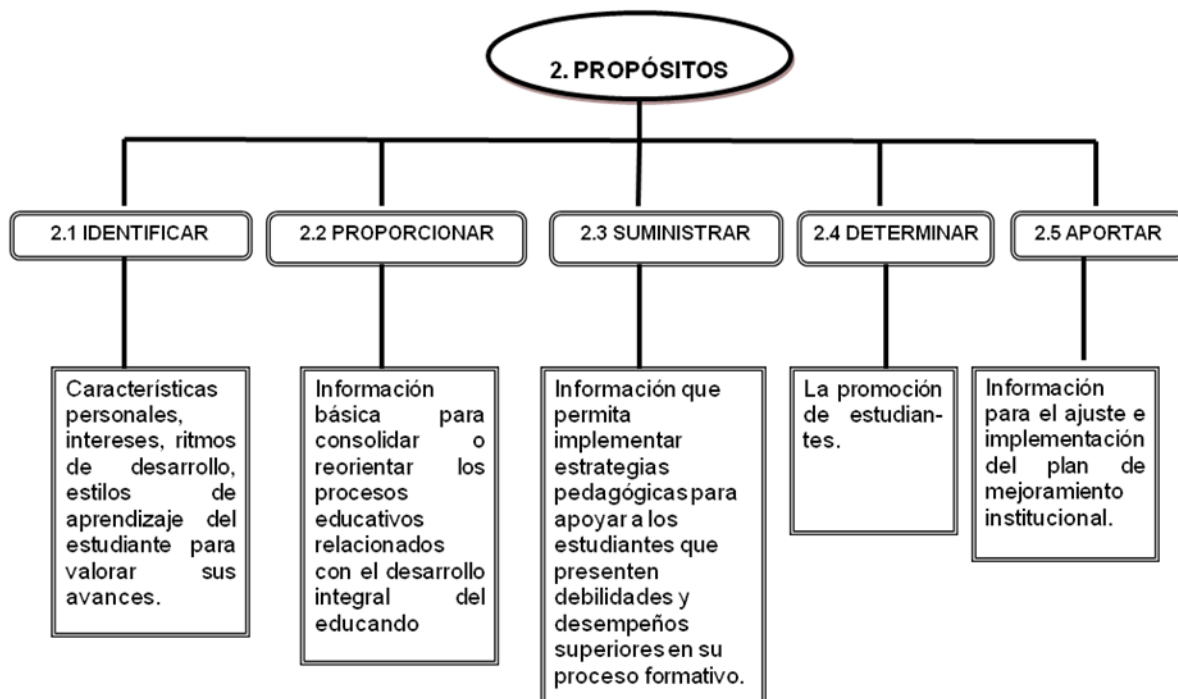 2. PROPÓSITOS
2.1 IDENTIFICAR
2.2 PROPORCIONAR
2.3 SUMINISTRAR
2.4 DETERMINAR
2.5 APORTAR
Características
personales,
intereses, ritmos
de desarrollo,
estilos de
aprendizaje del
estudiante para
valorar sus
avances.
Información
básica para
consolidar o
reorientar los
procesos
educativos
relacionados
con el desarrollo
integral del
educando
Información que
permita
implementar
estrategias
pedagógicas para
apoyar a los
estudiantes que
presenten
debilidades y
desempeños
superiores en su
proceso formativo.
La promoción
de estudian-
tes.
Información
para el ajuste e
implementación
del plan de
mejoramiento
institucional.